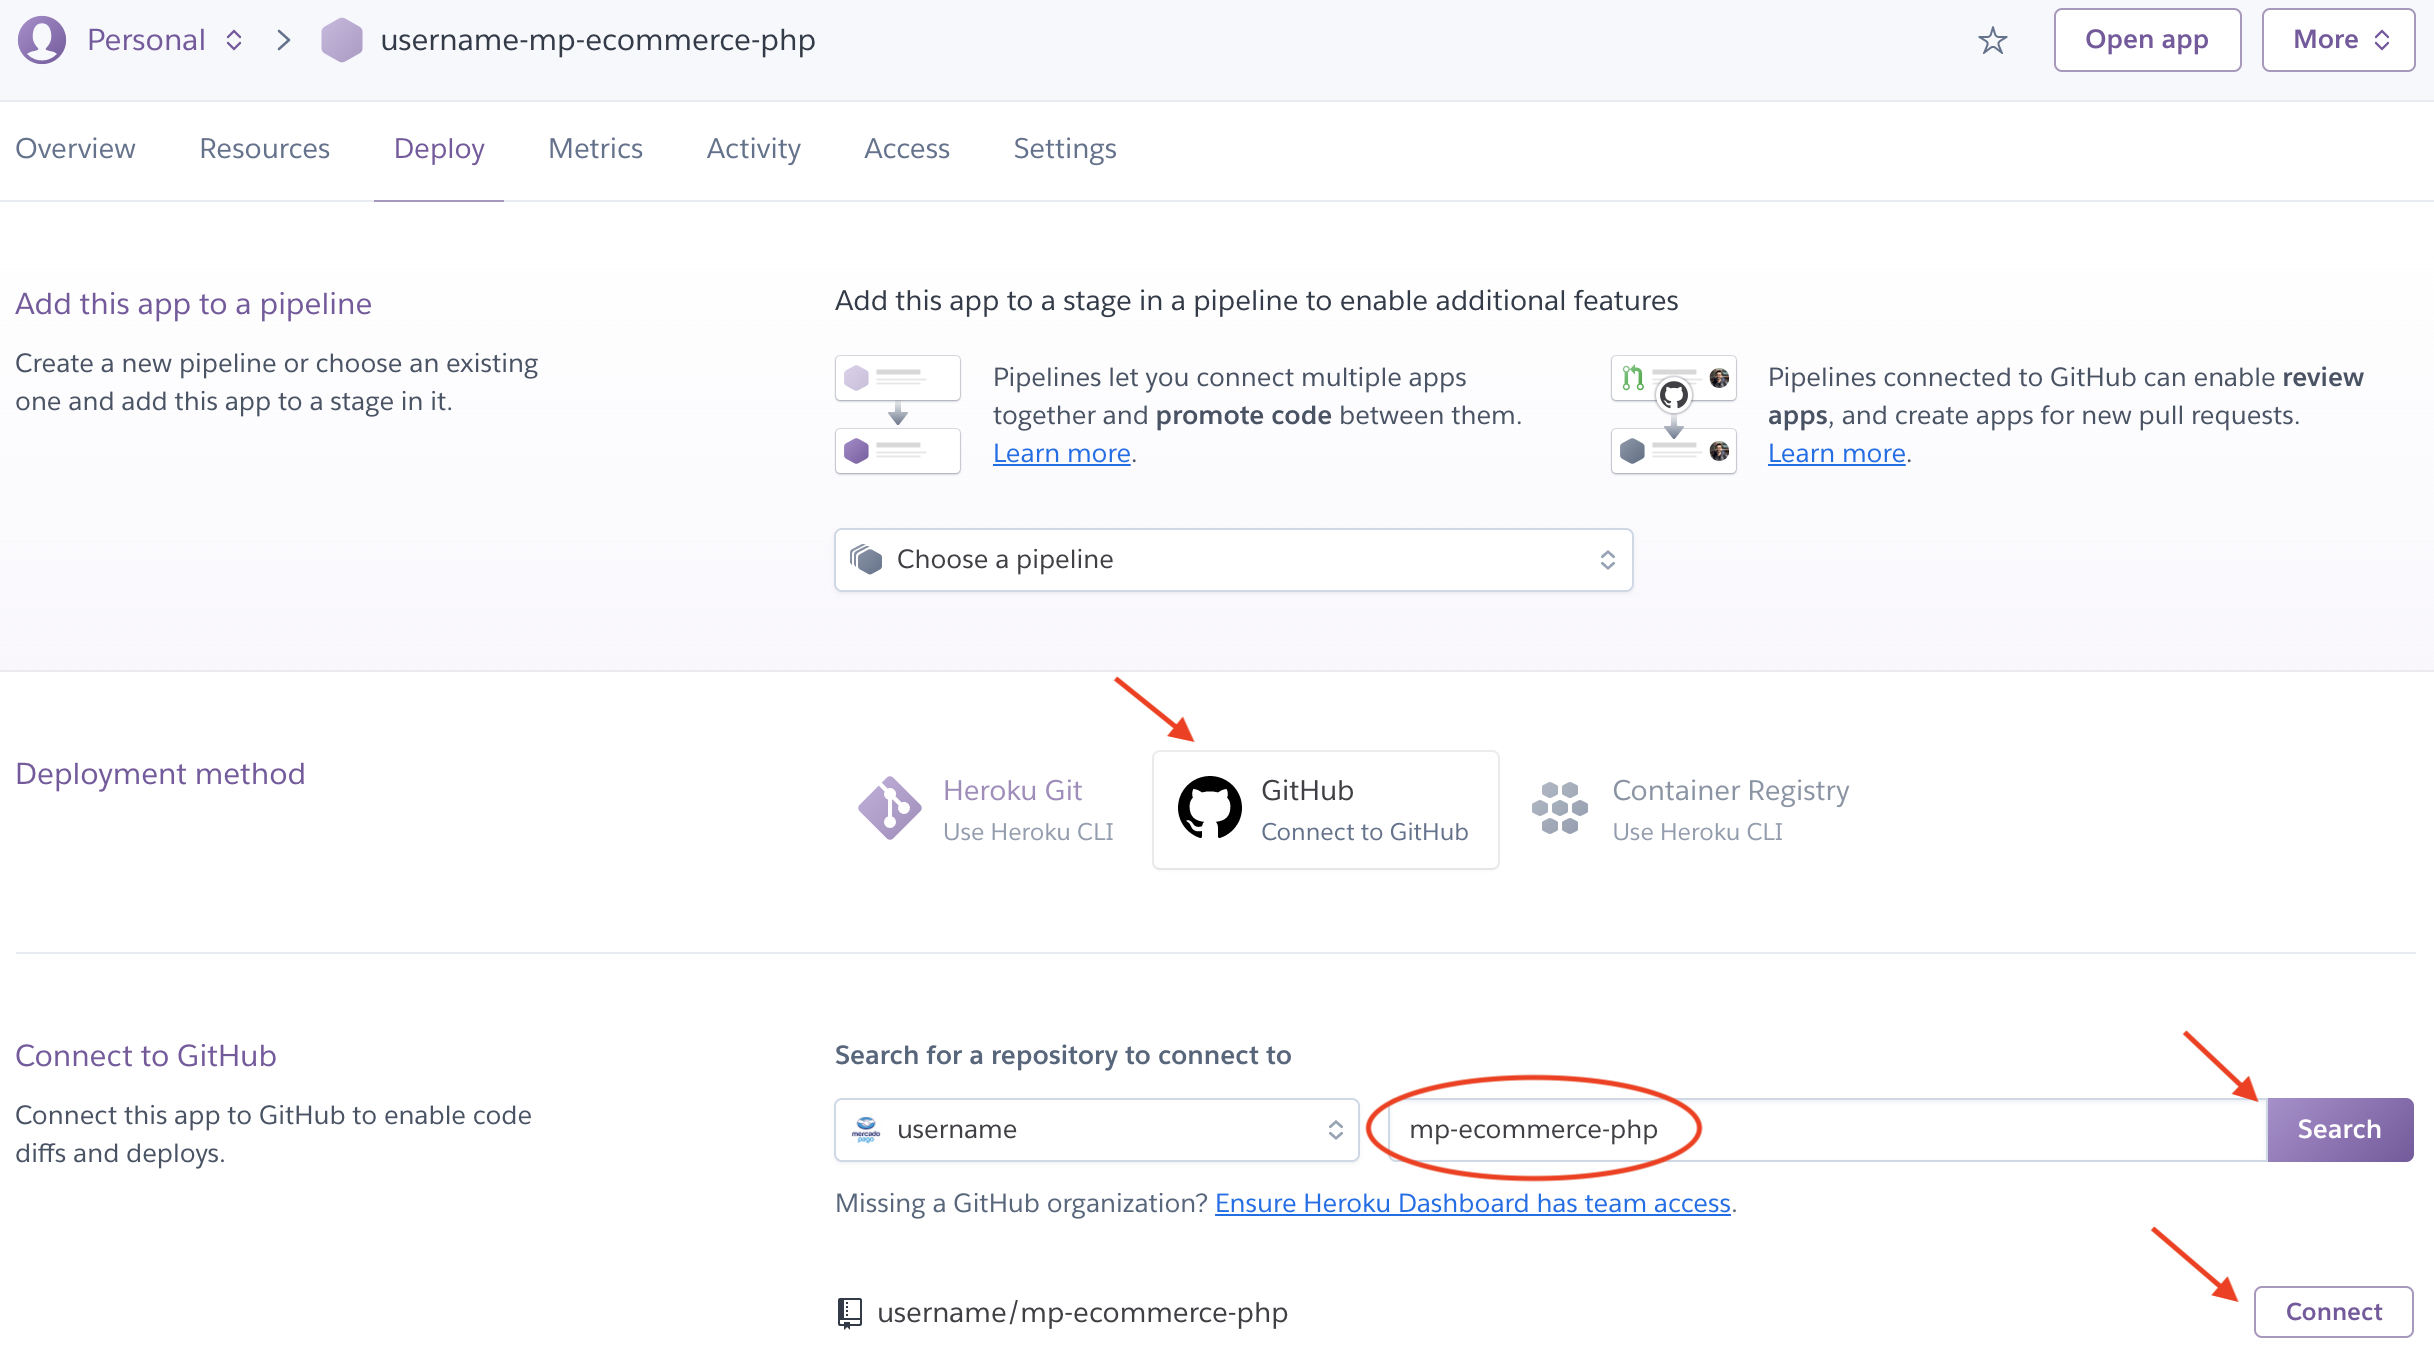 Personal
username-mp-ecommerce-php
Open app
More
Overview
Resources
Deploy
Metrics
Activity
Access
Settings
Add this app to a pipeline
Create a new pipeline or choose an existing
one and add this app to a stage in it.
Add this app to a stage in a pipeline to enable additional features
Pipelines let you connect multiple apps
together and promote code between them.
Learn more.
Pipelines connected to GitHub can enable review
apps, and create apps for new pull requests.
Learn more.
Choose a pipeline
Deployment method
Heroku Git
Use Heroku CLI
GitHub
Connect to GitHub
Container Registry
Use Heroku CLI
Connect to GitHub
Connect this app to GitHub to enable code
diffs and deploys.
Search for a repository to connect to
mercado
pago
username
mp-ecommerce-php
Search
Missing a GitHub organization? Ensure Heroku Dashboard has team access.
username/mp-ecommerce-php
Connect